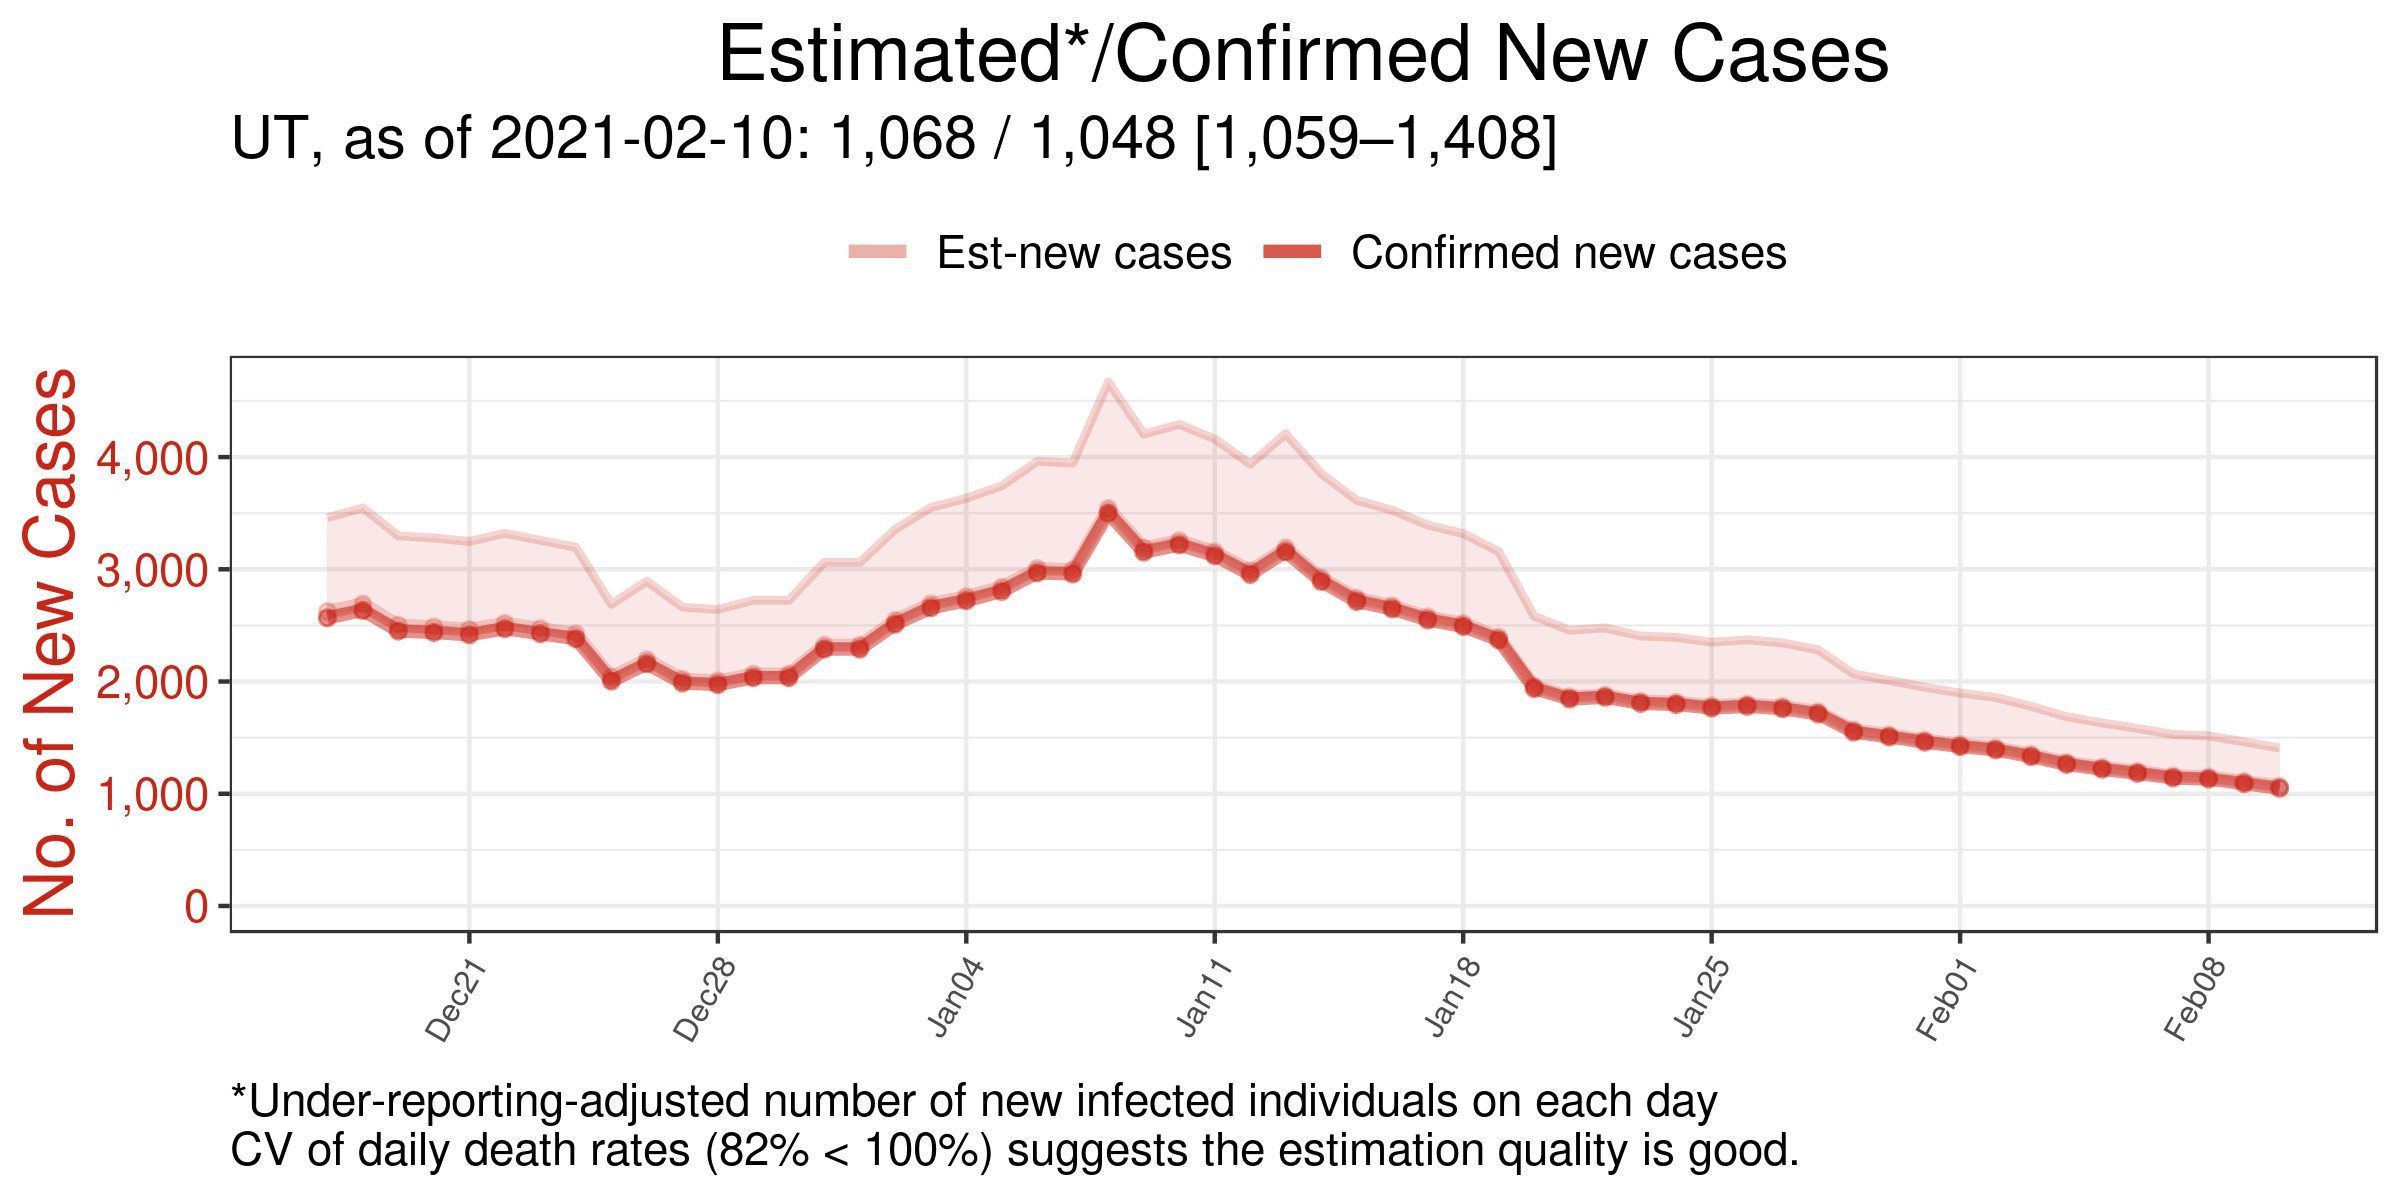 Estimated*/Confirmed New Cases
UT, as of 2021-02-10: 1,068 / 1,048 [1,059–1,408]
Est-new cases
Confirmed new cases
No. of New Cases
4,000
3,000
2,000
1,000
0
Dec21
Dec28
Jan04
Jan11
Jan18
Jan25
Feb01
Feb08
*Under-reporting-adjusted number of new infected individuals on each day
CV of daily death rates (82% < 100%) suggests the estimation quality is good.